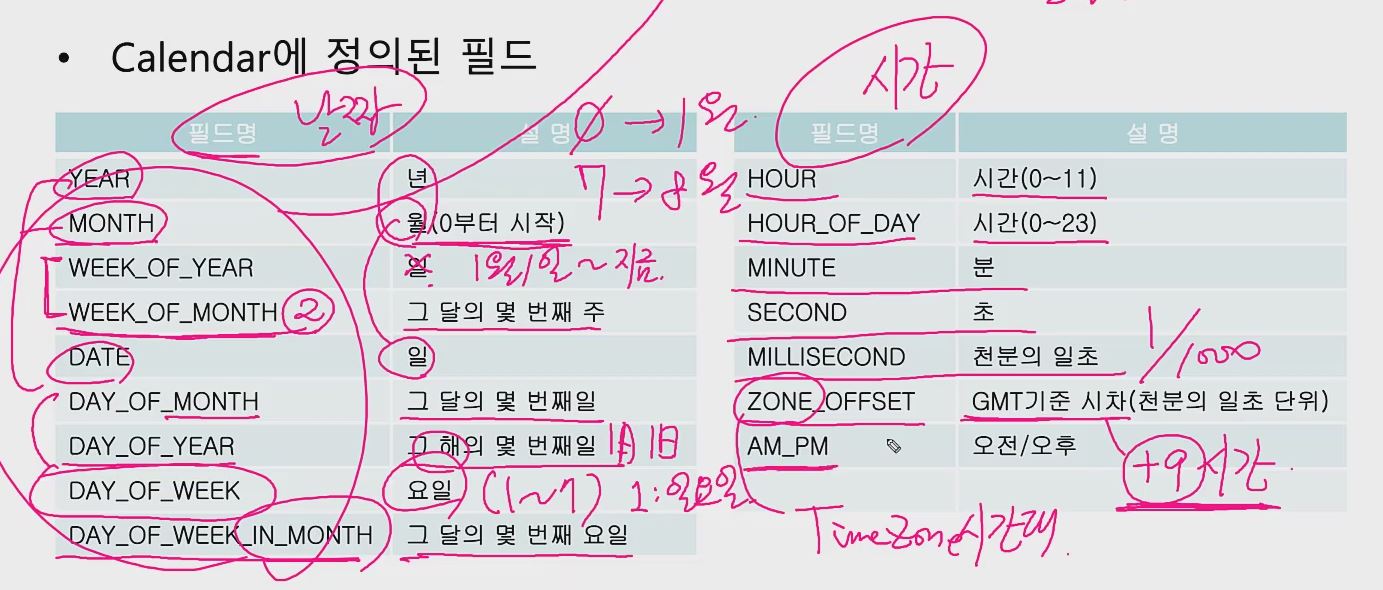 • Calendar에 정의된 필드
날짜
시간
필드명 설 명
YEAR 년
MONTH 월(0부터 시작)
0 → 1월.
7 → 8월
WEEK_OF_YEAR 일 1월1일 ~ 지금.
WEEK_OF_MONTH ② 그 달의 몇 번째 주
DATE 일
DAY_OF_MONTH 그 달의 몇 번째일
DAY_OF_YEAR 그 해의 몇 번째일 1월 1일
DAY_OF_WEEK 요일 (1~7) 1:일요일
DAY_OF_WEEK_IN_MONTH 그 달의 몇 번째 요일
필드명 설 명
HOUR 시간(0~11)
HOUR_OF_DAY 시간(0~23)
MINUTE 분
SECOND 초
MILLISECOND 천분의 일초 1/1000
ZONE_OFFSET GMT기준 시차(천분의 일초 단위)
AM_PM 오전/오후
+9시간.
TimeZone시간대.